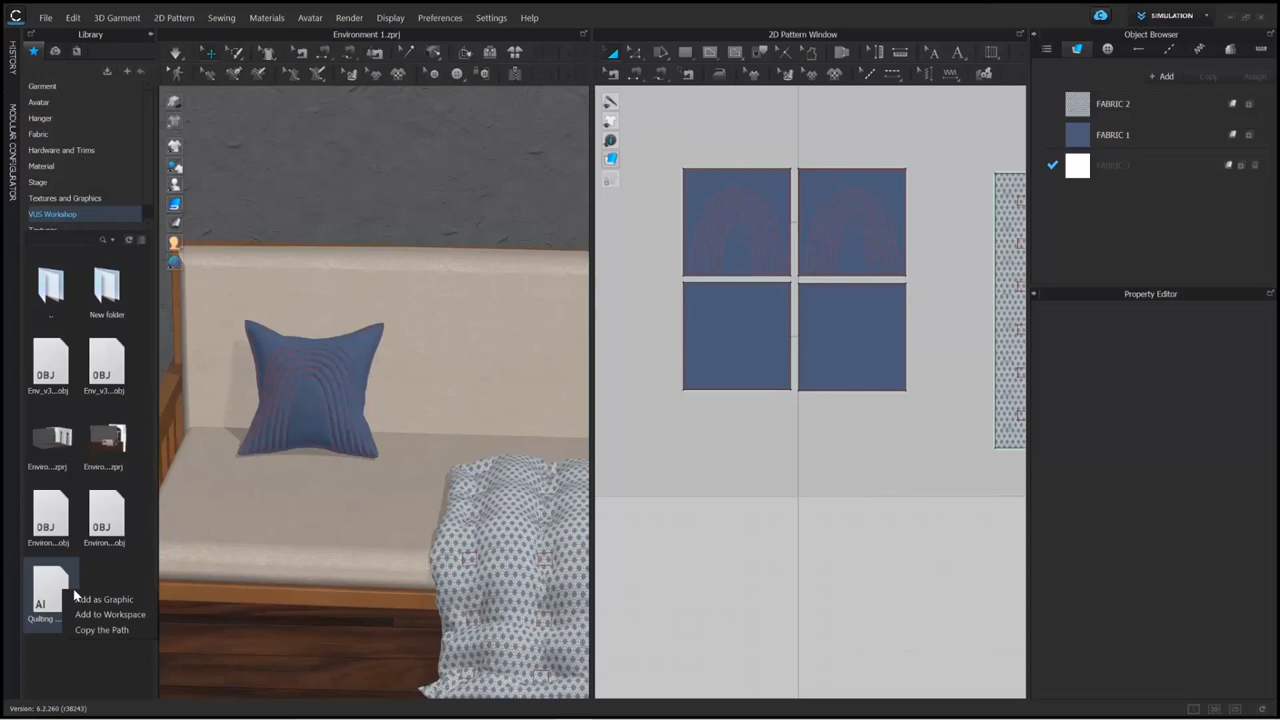 File Edit 3D Garment 2D Pattern Sewing Materials Avatar Render Display Preferences Settings Help
SIMULATION
Library
Environment 1.zprj
2D Pattern Window
Object Browser
HISTORY
MODULAR CONFIGURATOR
Garment
Avatar
Hanger
Fabric
Hardware and Trims
Material
Stage
Textures and Graphics
VUS Workshop
.. New folder
OBJ OBJ
Env_v3...obj Env_v3...obj
Enviro...zprj Enviro...zprj
OBJ OBJ
Environ...obj Environ...obj
AI
Quilting ...
Add as Graphic
Add to Workspace
Copy the Path
+ Add Copy Assign
FABRIC 2
FABRIC 1
Property Editor
Version: 6.2.260 (r38243)